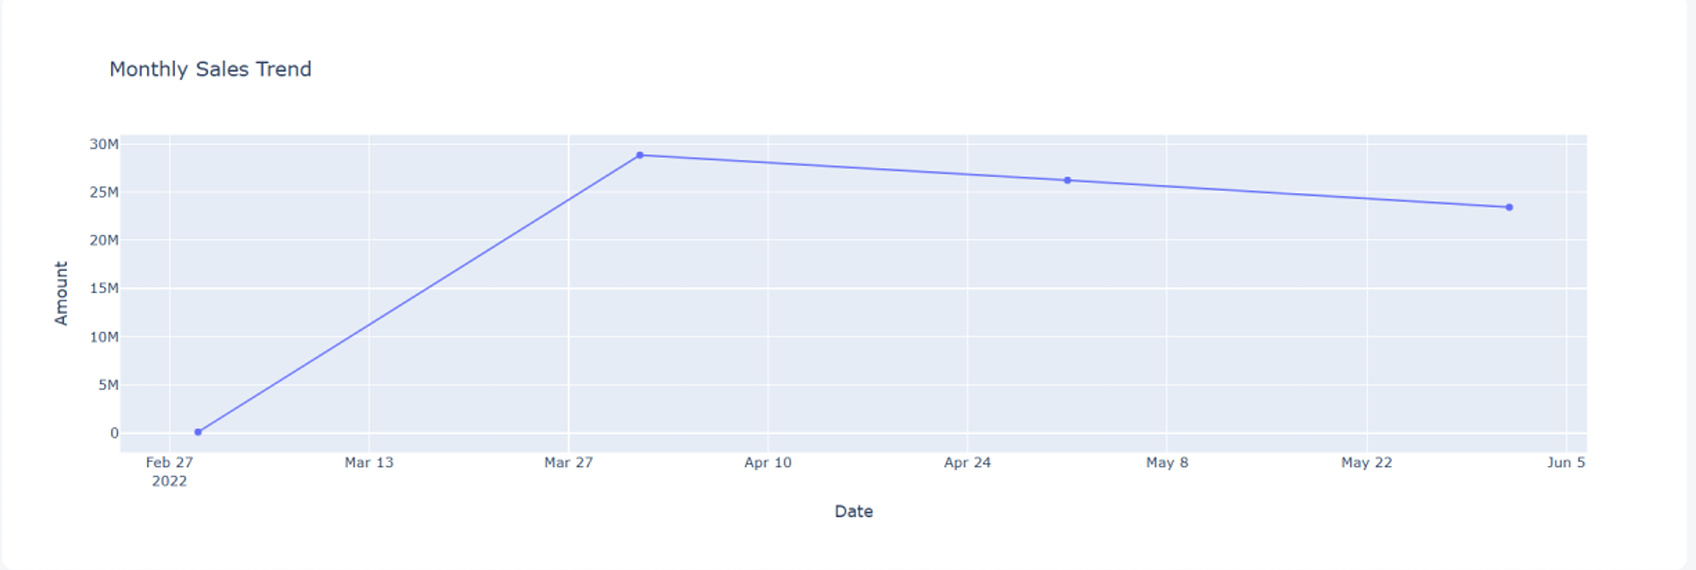 Monthly Sales Trend
30M
25M
20M
15M
10M
5M
0
Amount
Feb 27 Mar 13 Mar 27 Apr 10 Apr 24 May 8 May 22 Jun 5
2022
Date